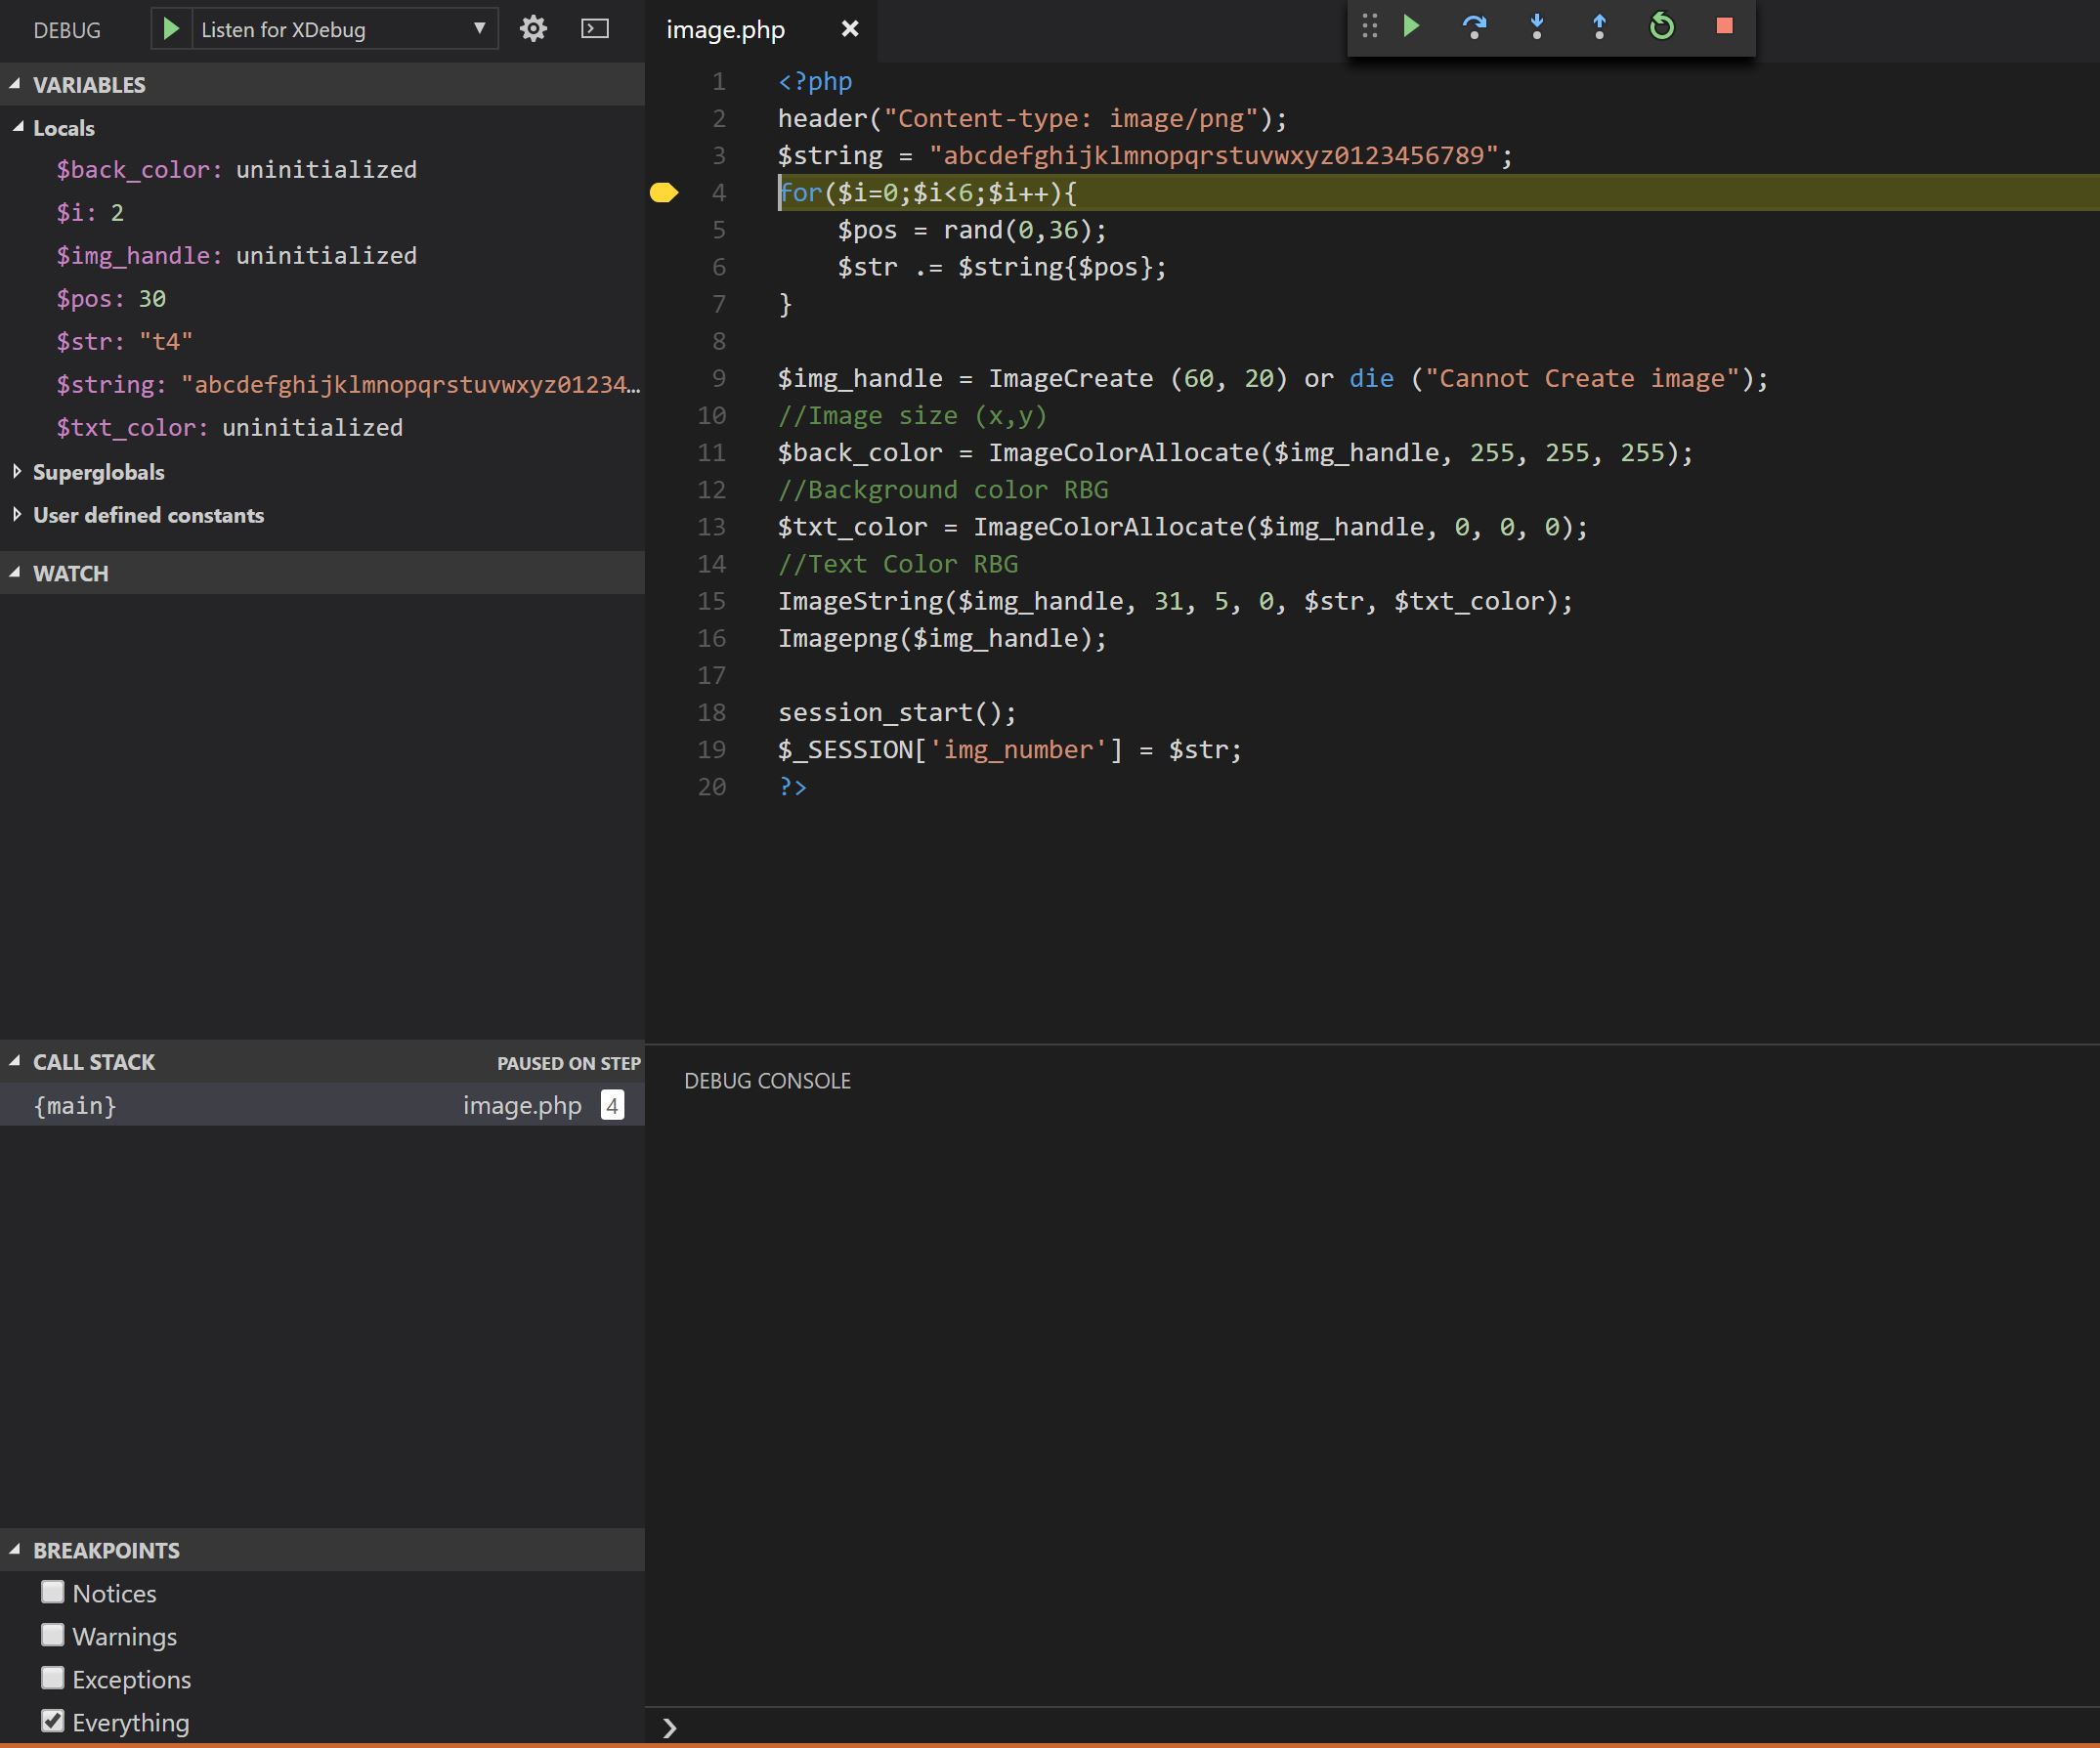 DEBUG Listen for XDebug
VARIABLES
Locals
$back_color: uninitialized
$i: 2
$img_handle: uninitialized
$pos: 30
$str: "t4"
$string: "abcdefghijklmnopqrstuvwxyz01234…
$txt_color: uninitialized
Superglobals
User defined constants
WATCH
CALL STACK PAUSED ON STEP
{main} image.php 4
BREAKPOINTS
Notices
Warnings
Exceptions
Everything
image.php
1 <?php
2 header("Content-type: image/png");
3 $string = "abcdefghijklmnopqrstuvwxyz0123456789";
4 for($i=0;$i<6;$i++){
5     $pos = rand(0,36);
6     $str .= $string{$pos};
7 }
8
9 $img_handle = ImageCreate (60, 20) or die ("Cannot Create image");
10 //Image size (x,y)
11 $back_color = ImageColorAllocate($img_handle, 255, 255, 255);
12 //Background color RBG
13 $txt_color = ImageColorAllocate($img_handle, 0, 0, 0);
14 //Text Color RBG
15 ImageString($img_handle, 31, 5, 0, $str, $txt_color);
16 Imagepng($img_handle);
17
18 session_start();
19 $_SESSION['img_number'] = $str;
20 ?>
DEBUG CONSOLE